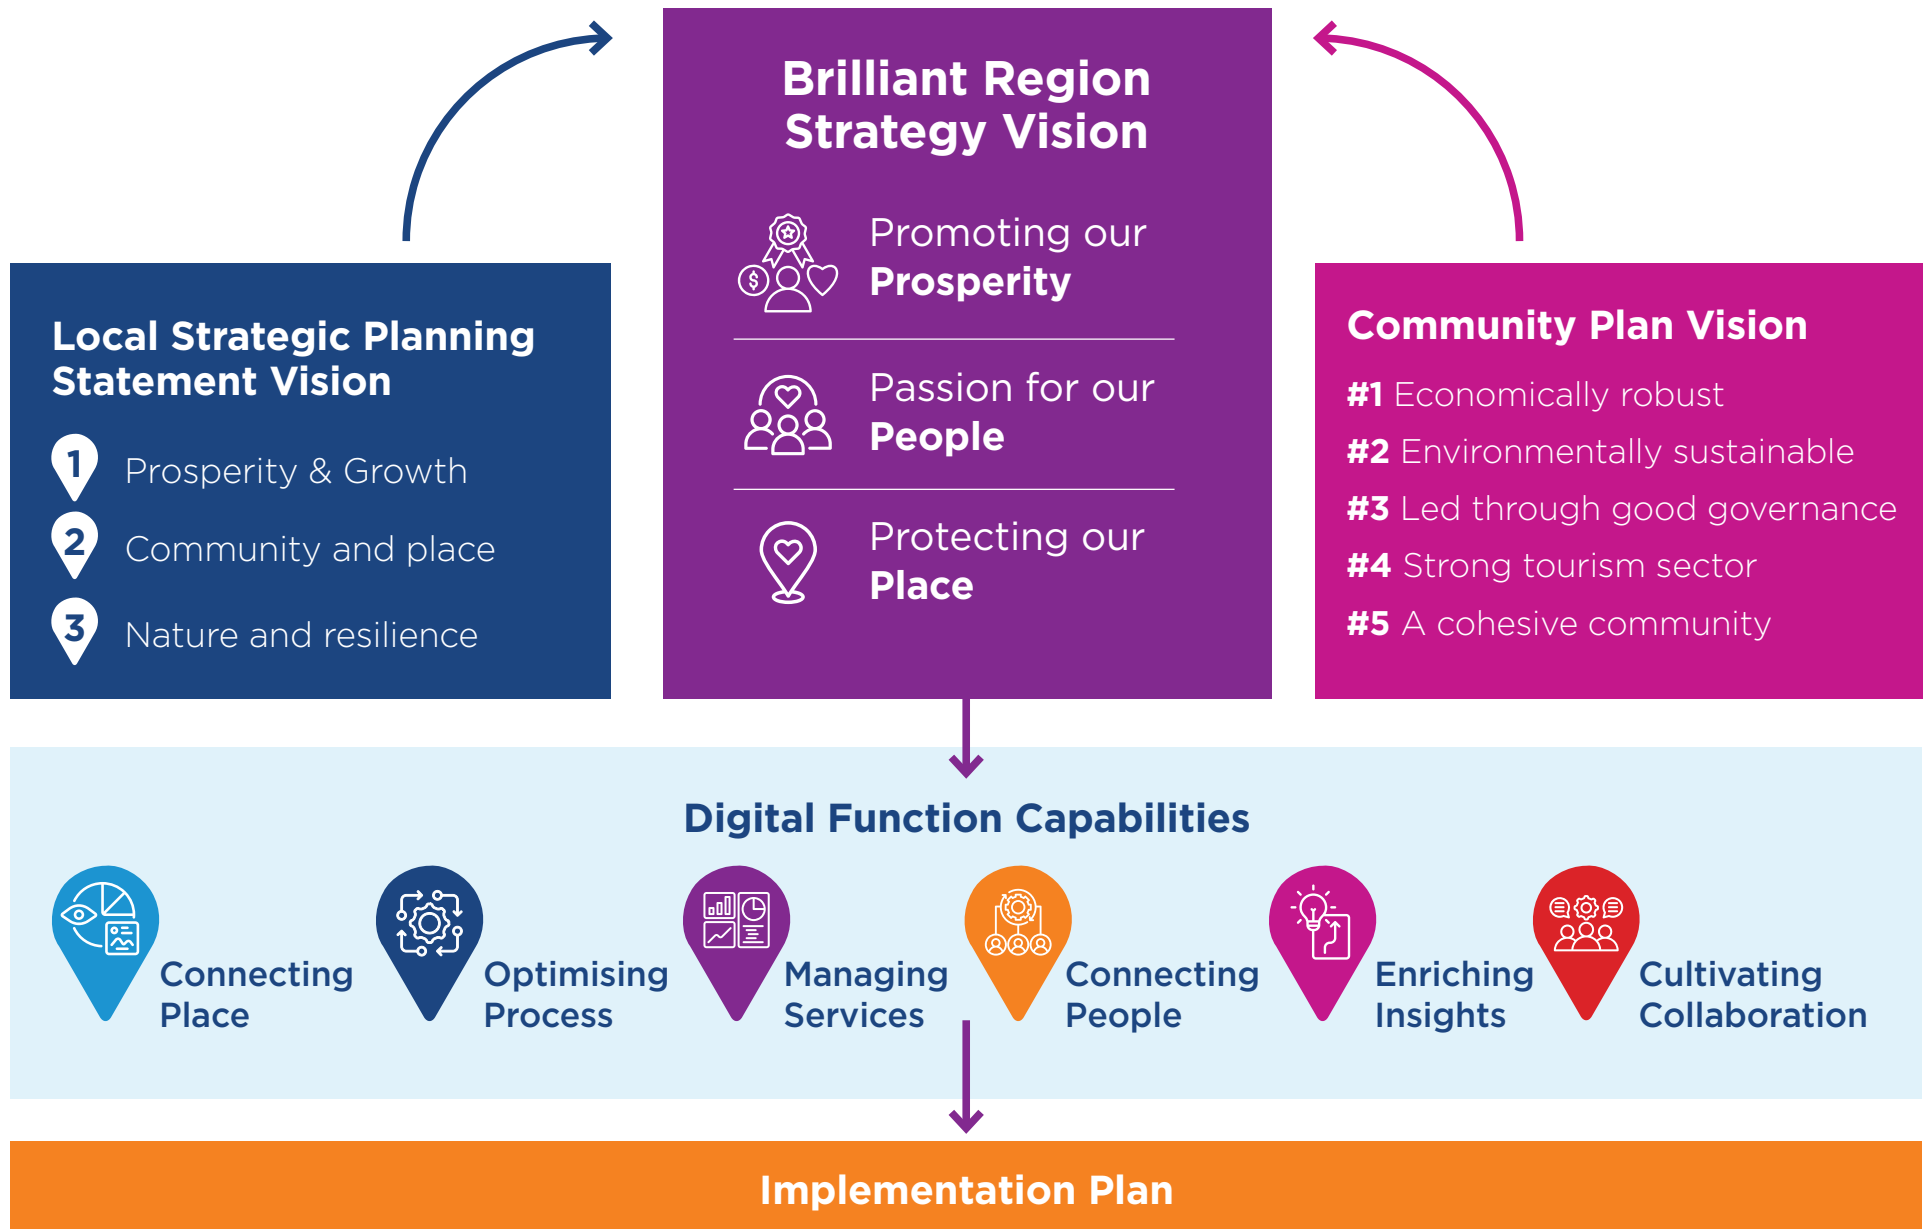 Brilliant Region
Strategy Vision
Promoting our
Prosperity
$
Passion for our
People
Protecting our
Place
Local Strategic Planning
Statement Vision
1 Prosperity & Growth
2 Community and place
3 Nature and resilience
Community Plan Vision
#1 Economically robust
#2 Environmentally sustainable
#3 Led through good governance
#4 Strong tourism sector
#5 A cohesive community
Digital Function Capabilities
Connecting
Place
Optimising
Process
Managing
Services
Connecting
People
Enriching
Insights
Cultivating
Collaboration
Implementation Plan